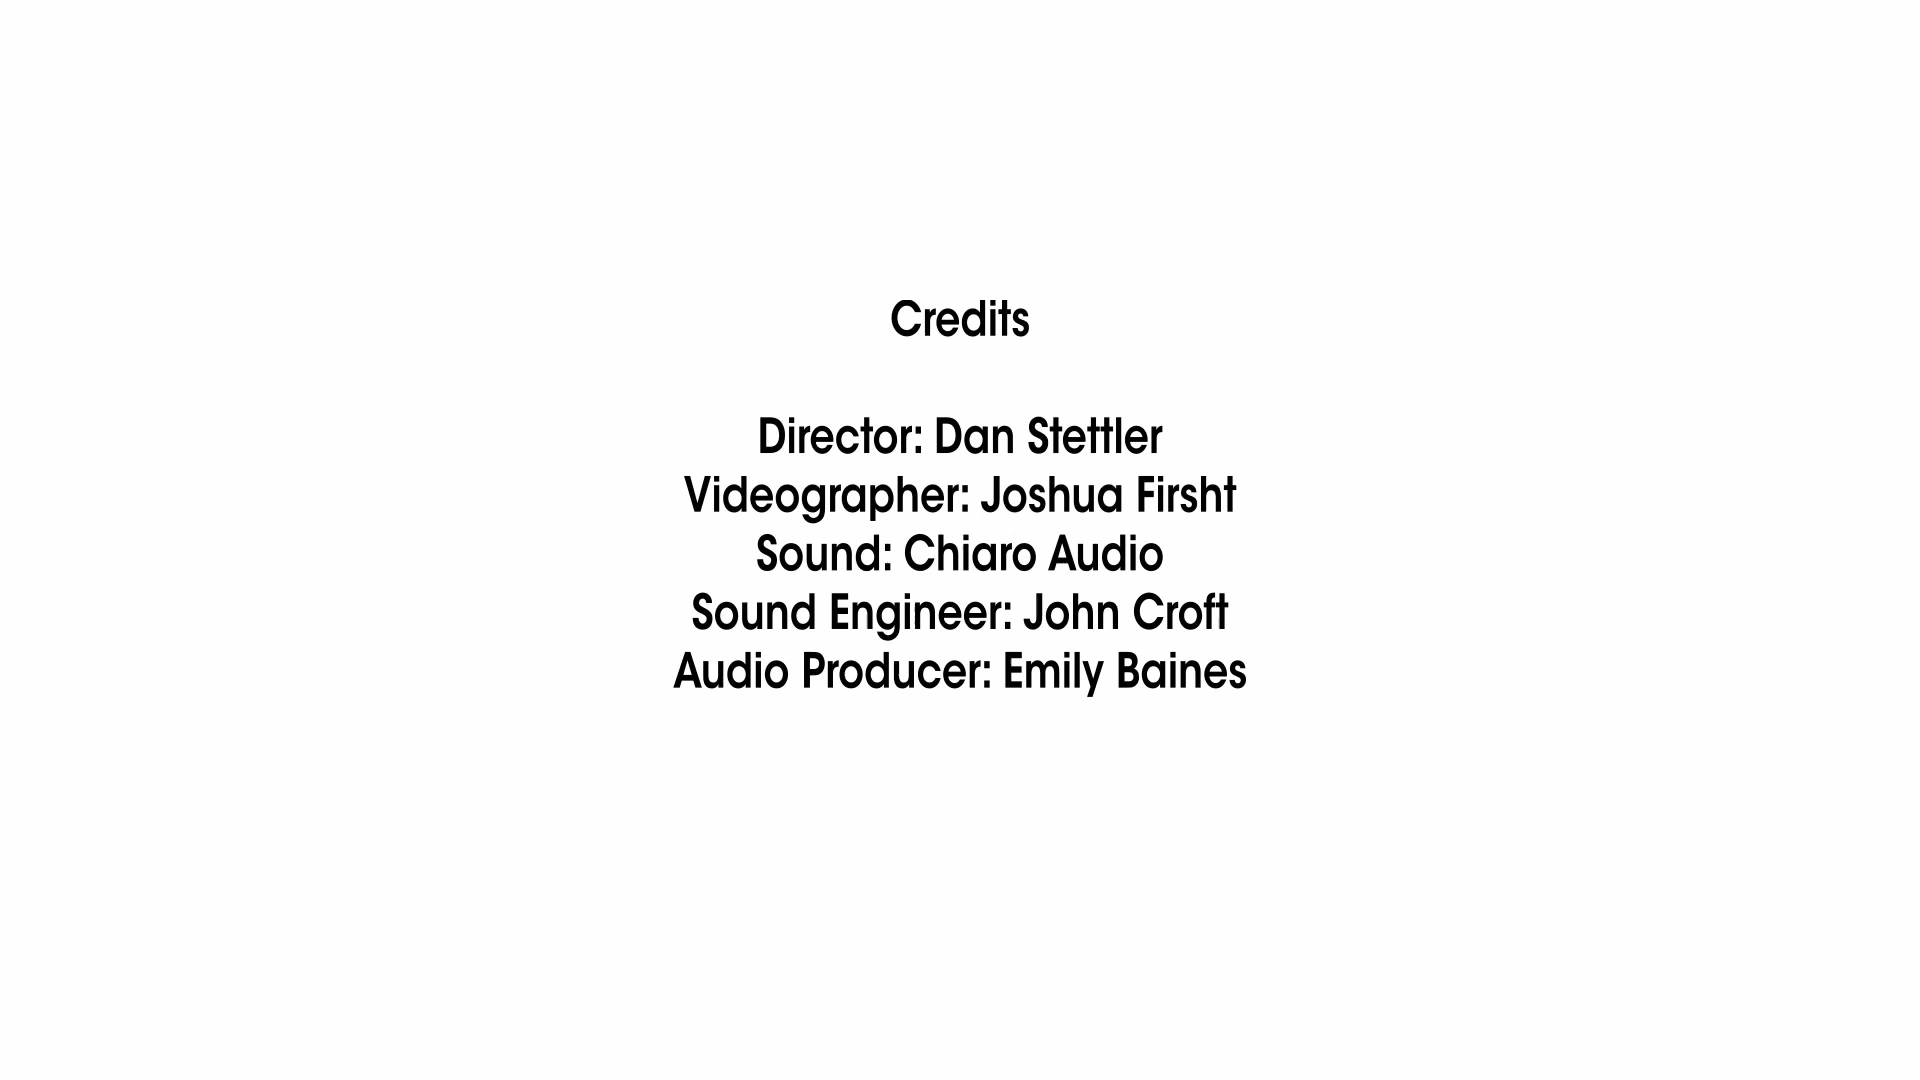 Credits
Director: Dan Stettler
Videographer: Joshua Firsht
Sound: Chiaro Audio
Sound Engineer: John Croft
Audio Producer: Emily Baines